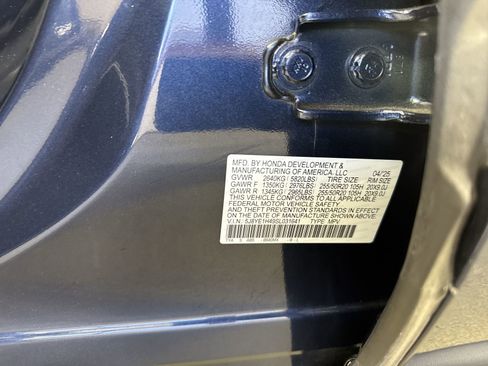 MFD. BY HONDA DEVELOPMENT &
MANUFACTURING OF AMERICA, LLC 04/25
GVWR 2640KG 5820LBS TIRE SIZE RIM SIZE
GAWR F 1350KG 2976LBS 255/50R20 105H 20X9.0J
GAWR R 1345KG 2965LBS 255/50R20 105H 20X9.0J
THIS VEHICLE CONFORMS TO ALL APPLICABLE
FEDERAL MOTOR VEHICLE SAFETY
AND THEFT PREVENTION STANDARDS IN EFFECT
ON THE DATE OF MANUFACTURE SHOWN ABOVE.
V.I.N. 5J8YE1H49SL031641 TYPE: MPV